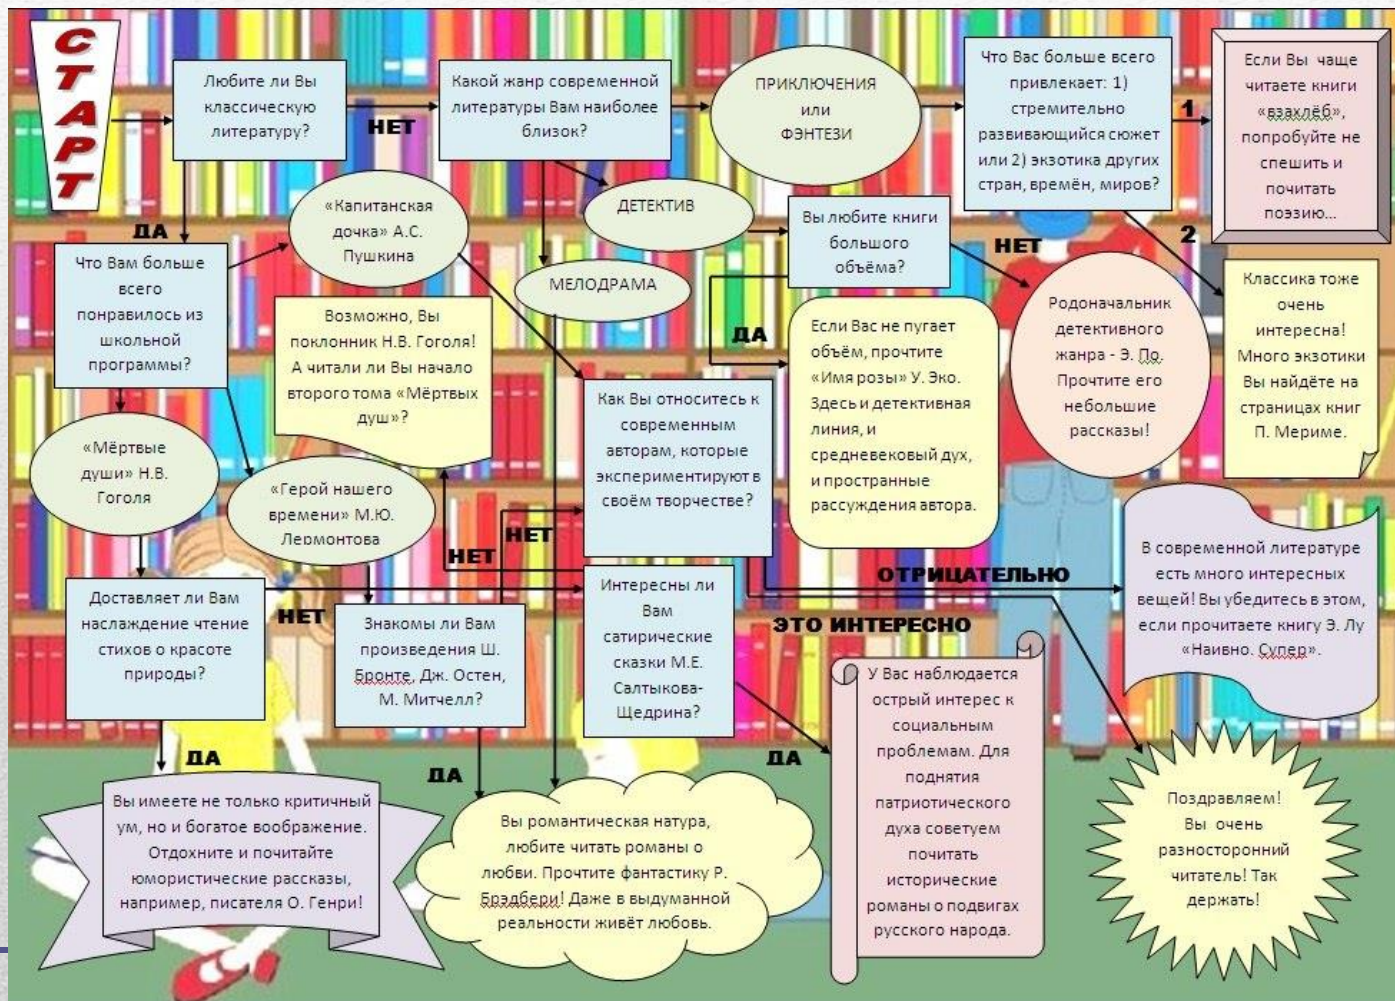 СТАРТ
Любите ли Вы
классическую
литературу?
НЕТ
Какой жанр современной
литературы Вам наиболее
близок?
ПРИКЛЮЧЕНИЯ
или
ФЭНТЕЗИ
Что Вас больше всего
привлекает: 1)
стремительно
развивающийся сюжет
или 2) экзотика других
стран, времён, миров?
1
Если Вы чаще
читаете книги
«взахлёб»,
попробуйте не
спешить и
почитать
поэзию...
2
ДА
«Капитанская
дочка» А.С.
Пушкина
ДЕТЕКТИВ
Вы любите книги
большого
объёма?
НЕТ
МЕЛОДРАМА
Что Вам больше
всего
понравилось из
школьной
программы?
Возможно, Вы
поклонник Н.В. Гоголя!
А читали ли Вы начало
второго тома «Мёртвых
душ»?
ДА
Если Вас не пугает
объём, прочтите
«Имя розы» У. Эко.
Здесь и детективная
линия, и
средневековый дух,
и пространные
рассуждения автора.
Родоначальник
детективного
жанра - Э. По.
Прочтите его
небольшие
рассказы!
Классика тоже
очень
интересна!
Много экзотики
Вы найдёте на
страницах книг
П. Мериме.
«Мёртвые
души» Н.В.
Гоголя
«Герой нашего
времени» М.Ю.
Лермонтова
Как Вы относитесь к
современным
авторам, которые
экспериментируют в
своём творчестве?
НЕТ
НЕТ
ОТРИЦАТЕЛЬНО
В современной литературе
есть много интересных
вещей! Вы убедитесь в этом,
если прочитаете книгу Э. Лу
«Наивно. Супер».
Доставляет ли Вам
наслаждение чтение
стихов о красоте
природы?
НЕТ
Знакомы ли Вам
произведения Ш.
Бронте, Дж. Остен,
М. Митчелл?
Интересны ли
Вам
сатирические
сказки М.Е.
Салтыкова-
Щедрина?
ЭТО ИНТЕРЕСНО
У Вас наблюдается
острый интерес к
социальным
проблемам. Для
поднятия
патриотического
духа советуем
почитать
исторические
романы о подвигах
русского народа.
ДА
ДА
ДА
Вы имеете не только критичный
ум, но и богатое воображение.
Отдохните и почитайте
юмористические рассказы,
например, писателя О. Генри!
Вы романтическая натура,
любите читать романы о
любви. Прочтите фантастику Р.
Брэдбери! Даже в выдуманной
реальности живёт любовь.
Поздравляем!
Вы очень
разносторонний
читатель! Так
держать!